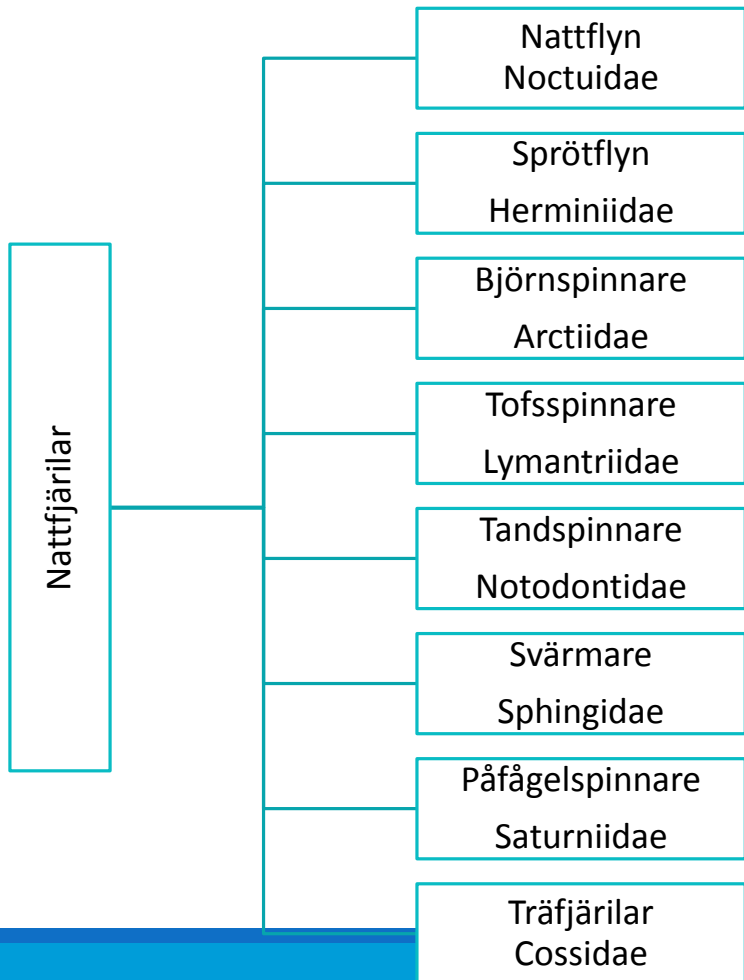 Nattfjärilar
Nattflyn
Noctuidae
Sprötflyn
Herminiidae
Björnspinnare
Arctiidae
Tofsspinnare
Lymantriidae
Tandspinnare
Notodontidae
Svärmare
Sphingidae
Påfågelspinnare
Saturniidae
Träfjärilar
Cossidae